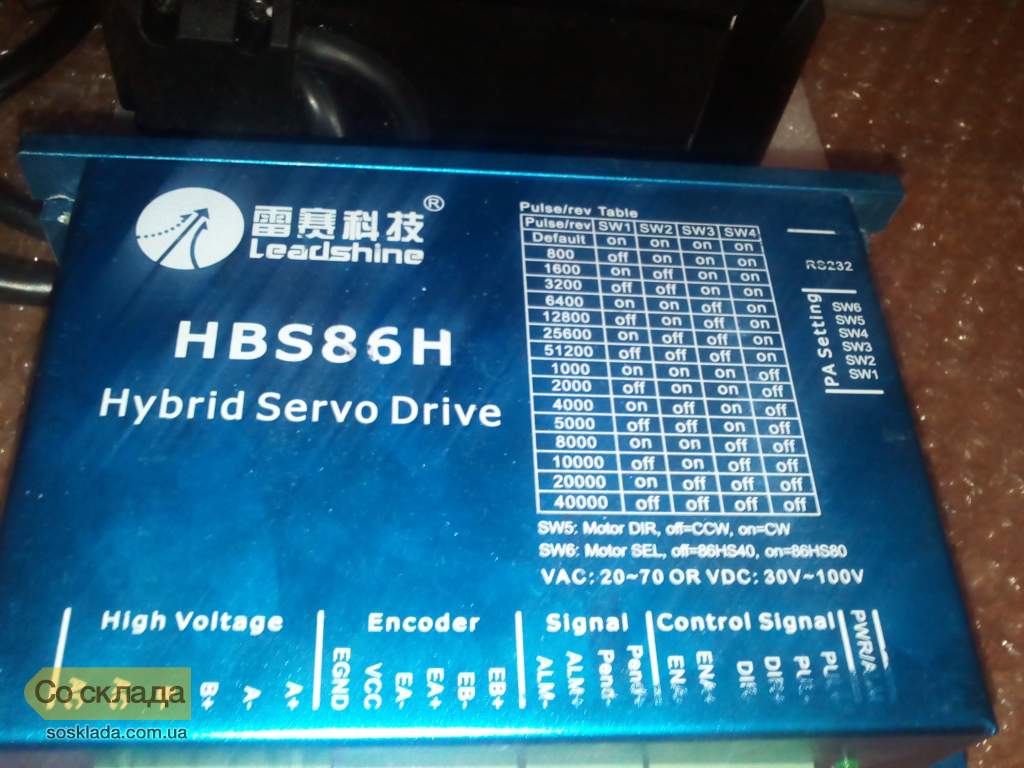 雷赛科技®
Leadshine
HBS86H
Hybrid Servo Drive
Pulse/rev Table
Pulse/rev SW1 SW2 SW3 SW4
Default on on on on
800 off on on on
1600 on off on on
3200 off off on on
6400 on on off on
12800 off on off on
25600 on off off on
51200 off off off on
1000 on on on off
2000 off on on off
4000 on off on off
5000 off off on off
8000 on on off off
10000 off on off off
20000 on off off off
40000 off off off off
SW5: Motor DIR, off=CCW, on=CW
SW6: Motor SEL, off=86HS40, on=86HS80
VAC: 20~70 OR VDC: 30V~100V
RS232
PA Setting
SW6
SW5
SW4
SW3
SW2
SW1
High Voltage
B+
A-
A+
Encoder
EGND
VCC
EA-
EA+
EB-
EB+
Signal
ALM-
ALM+
Pend-
Pend+
Control Signal
ENA-
ENA+
DIR-
DIR+
Со склада
sosklada.com.ua